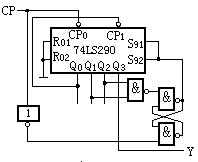 CP
CP0 CP1
R01 S91
74LS290
R02 S92
Q0 Q1 Q2 Q3
&
&
1
&
Y